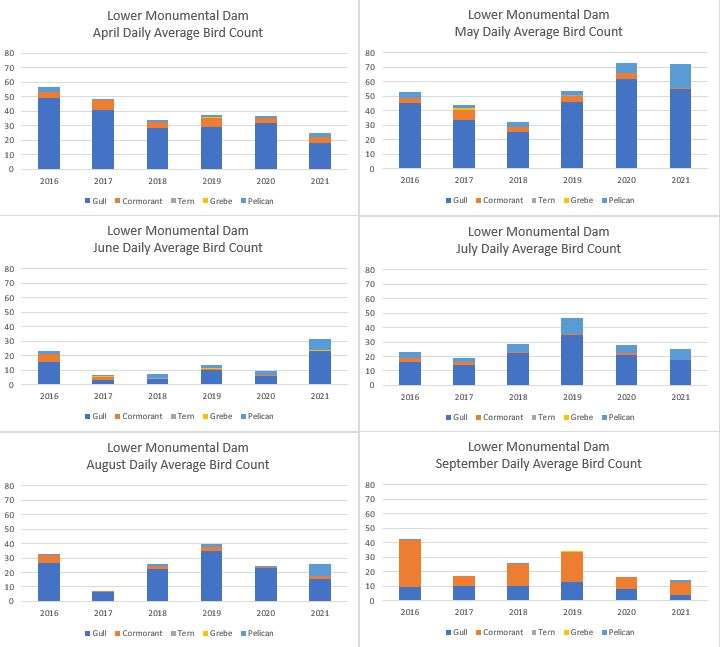 Lower Monumental Dam
April Daily Average Bird Count
80
70
60
50
40
30
20
10
0
2016 2017 2018 2019 2020 2021
Gull Cormorant Tern Grebe Pelican
Lower Monumental Dam
May Daily Average Bird Count
80
70
60
50
40
30
20
10
0
2016 2017 2018 2019 2020 2021
Gull Cormorant Tern Grebe Pelican
Lower Monumental Dam
June Daily Average Bird Count
80
70
60
50
40
30
20
10
0
2016 2017 2018 2019 2020 2021
Gull Cormorant Tern Grebe Pelican
Lower Monumental Dam
July Daily Average Bird Count
80
70
60
50
40
30
20
10
0
2016 2017 2018 2019 2020 2021
Gull Cormorant Tern Grebe Pelican
Lower Monumental Dam
August Daily Average Bird Count
80
70
60
50
40
30
20
10
0
2016 2017 2018 2019 2020 2021
Gull Cormorant Tern Grebe Pelican
Lower Monumental Dam
September Daily Average Bird Count
80
70
60
50
40
30
20
10
0
2016 2017 2018 2019 2020 2021
Gull Cormorant Tern Grebe Pelican